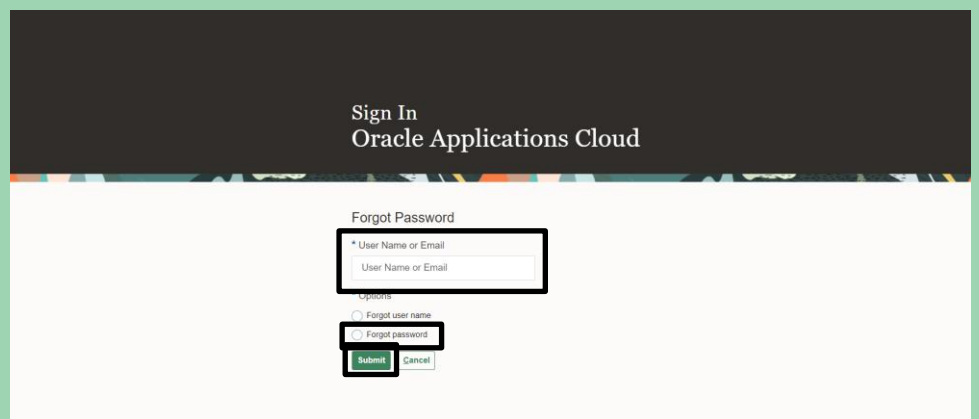 Sign In
Oracle Applications Cloud
Forgot Password
* User Name or Email
User Name or Email
* Options
Forgot user name
Forgot password
Submit Cancel